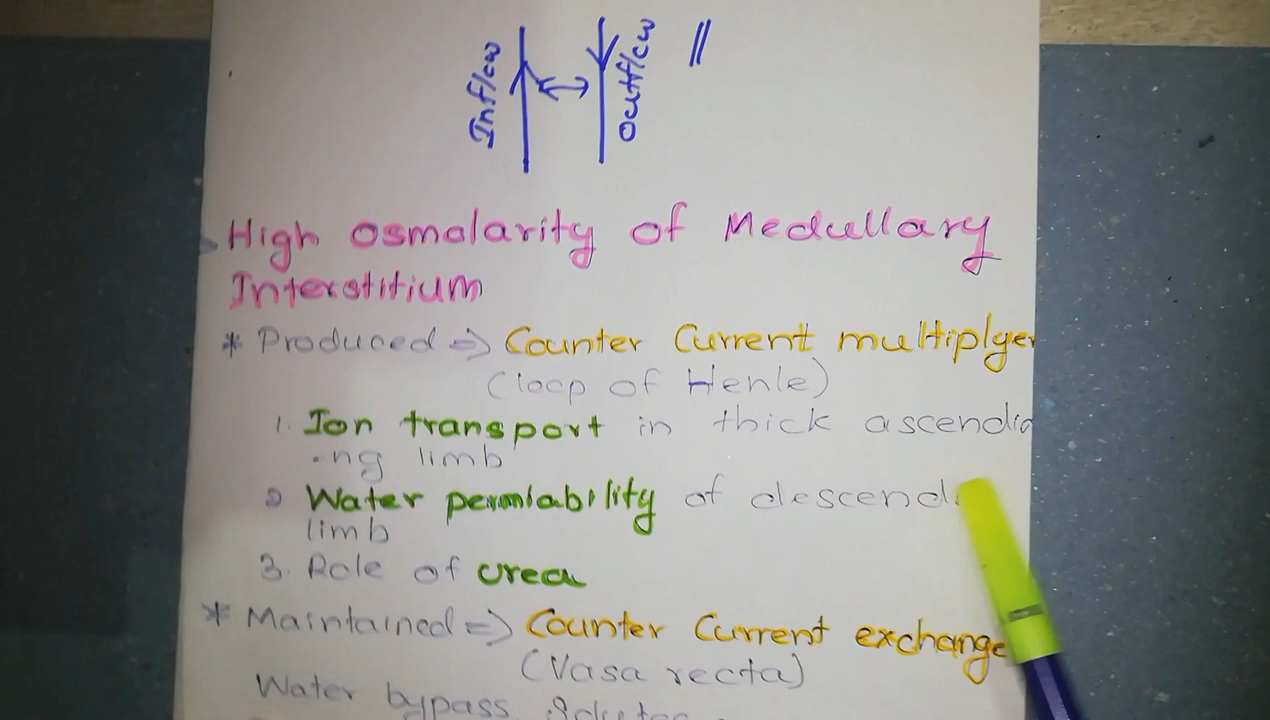 Inflow
Outflow
High Osmolarity of Medullary
Interstitium
* Produced => Counter Current multiplyer
(loop of Henle)
1. Ion transport in thick ascendi
-ng limb
2 Water permiability of descend
limb
3. Role of urea
* Maintained => Counter Current exchange
(Vasa recta)
Water bypass Solutes